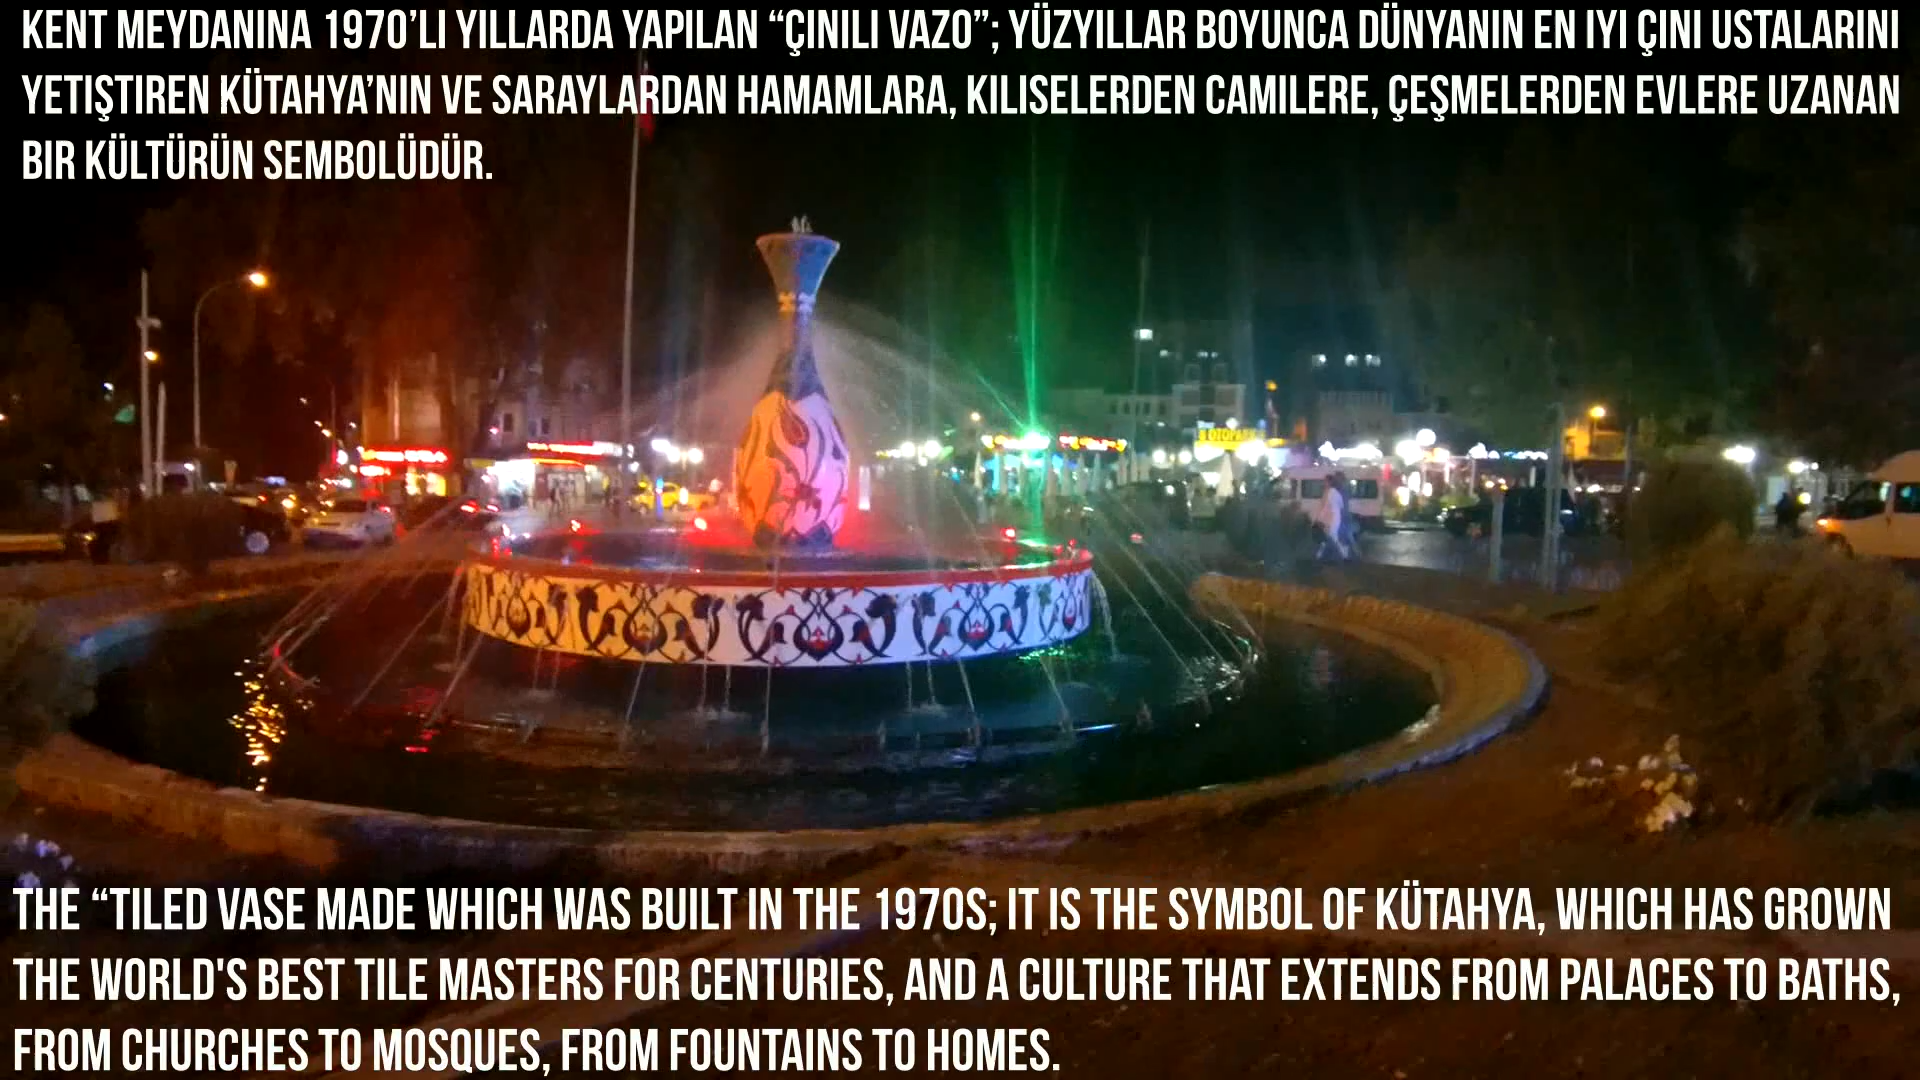 KENT MEYDANINA 1970’LI YILLARDA YAPILAN “ÇINILI VAZO”; YÜZYILLAR BOYUNCA DÜNYANIN EN IYI ÇINI USTALARINI
YETIŞTIREN KÜTAHYA’NIN VE SARAYLARDAN HAMAMLARA, KILISELERDEN CAMILERE, ÇEŞMELERDEN EVLERE UZANAN
BIR KÜLTÜRÜN SEMBOLÜDÜR.
OTOPARK
THE “TILED VASE MADE WHICH WAS BUILT IN THE 1970S; IT IS THE SYMBOL OF KÜTAHYA, WHICH HAS GROWN
THE WORLD'S BEST TILE MASTERS FOR CENTURIES, AND A CULTURE THAT EXTENDS FROM PALACES TO BATHS,
FROM CHURCHES TO MOSQUES, FROM FOUNTAINS TO HOMES.